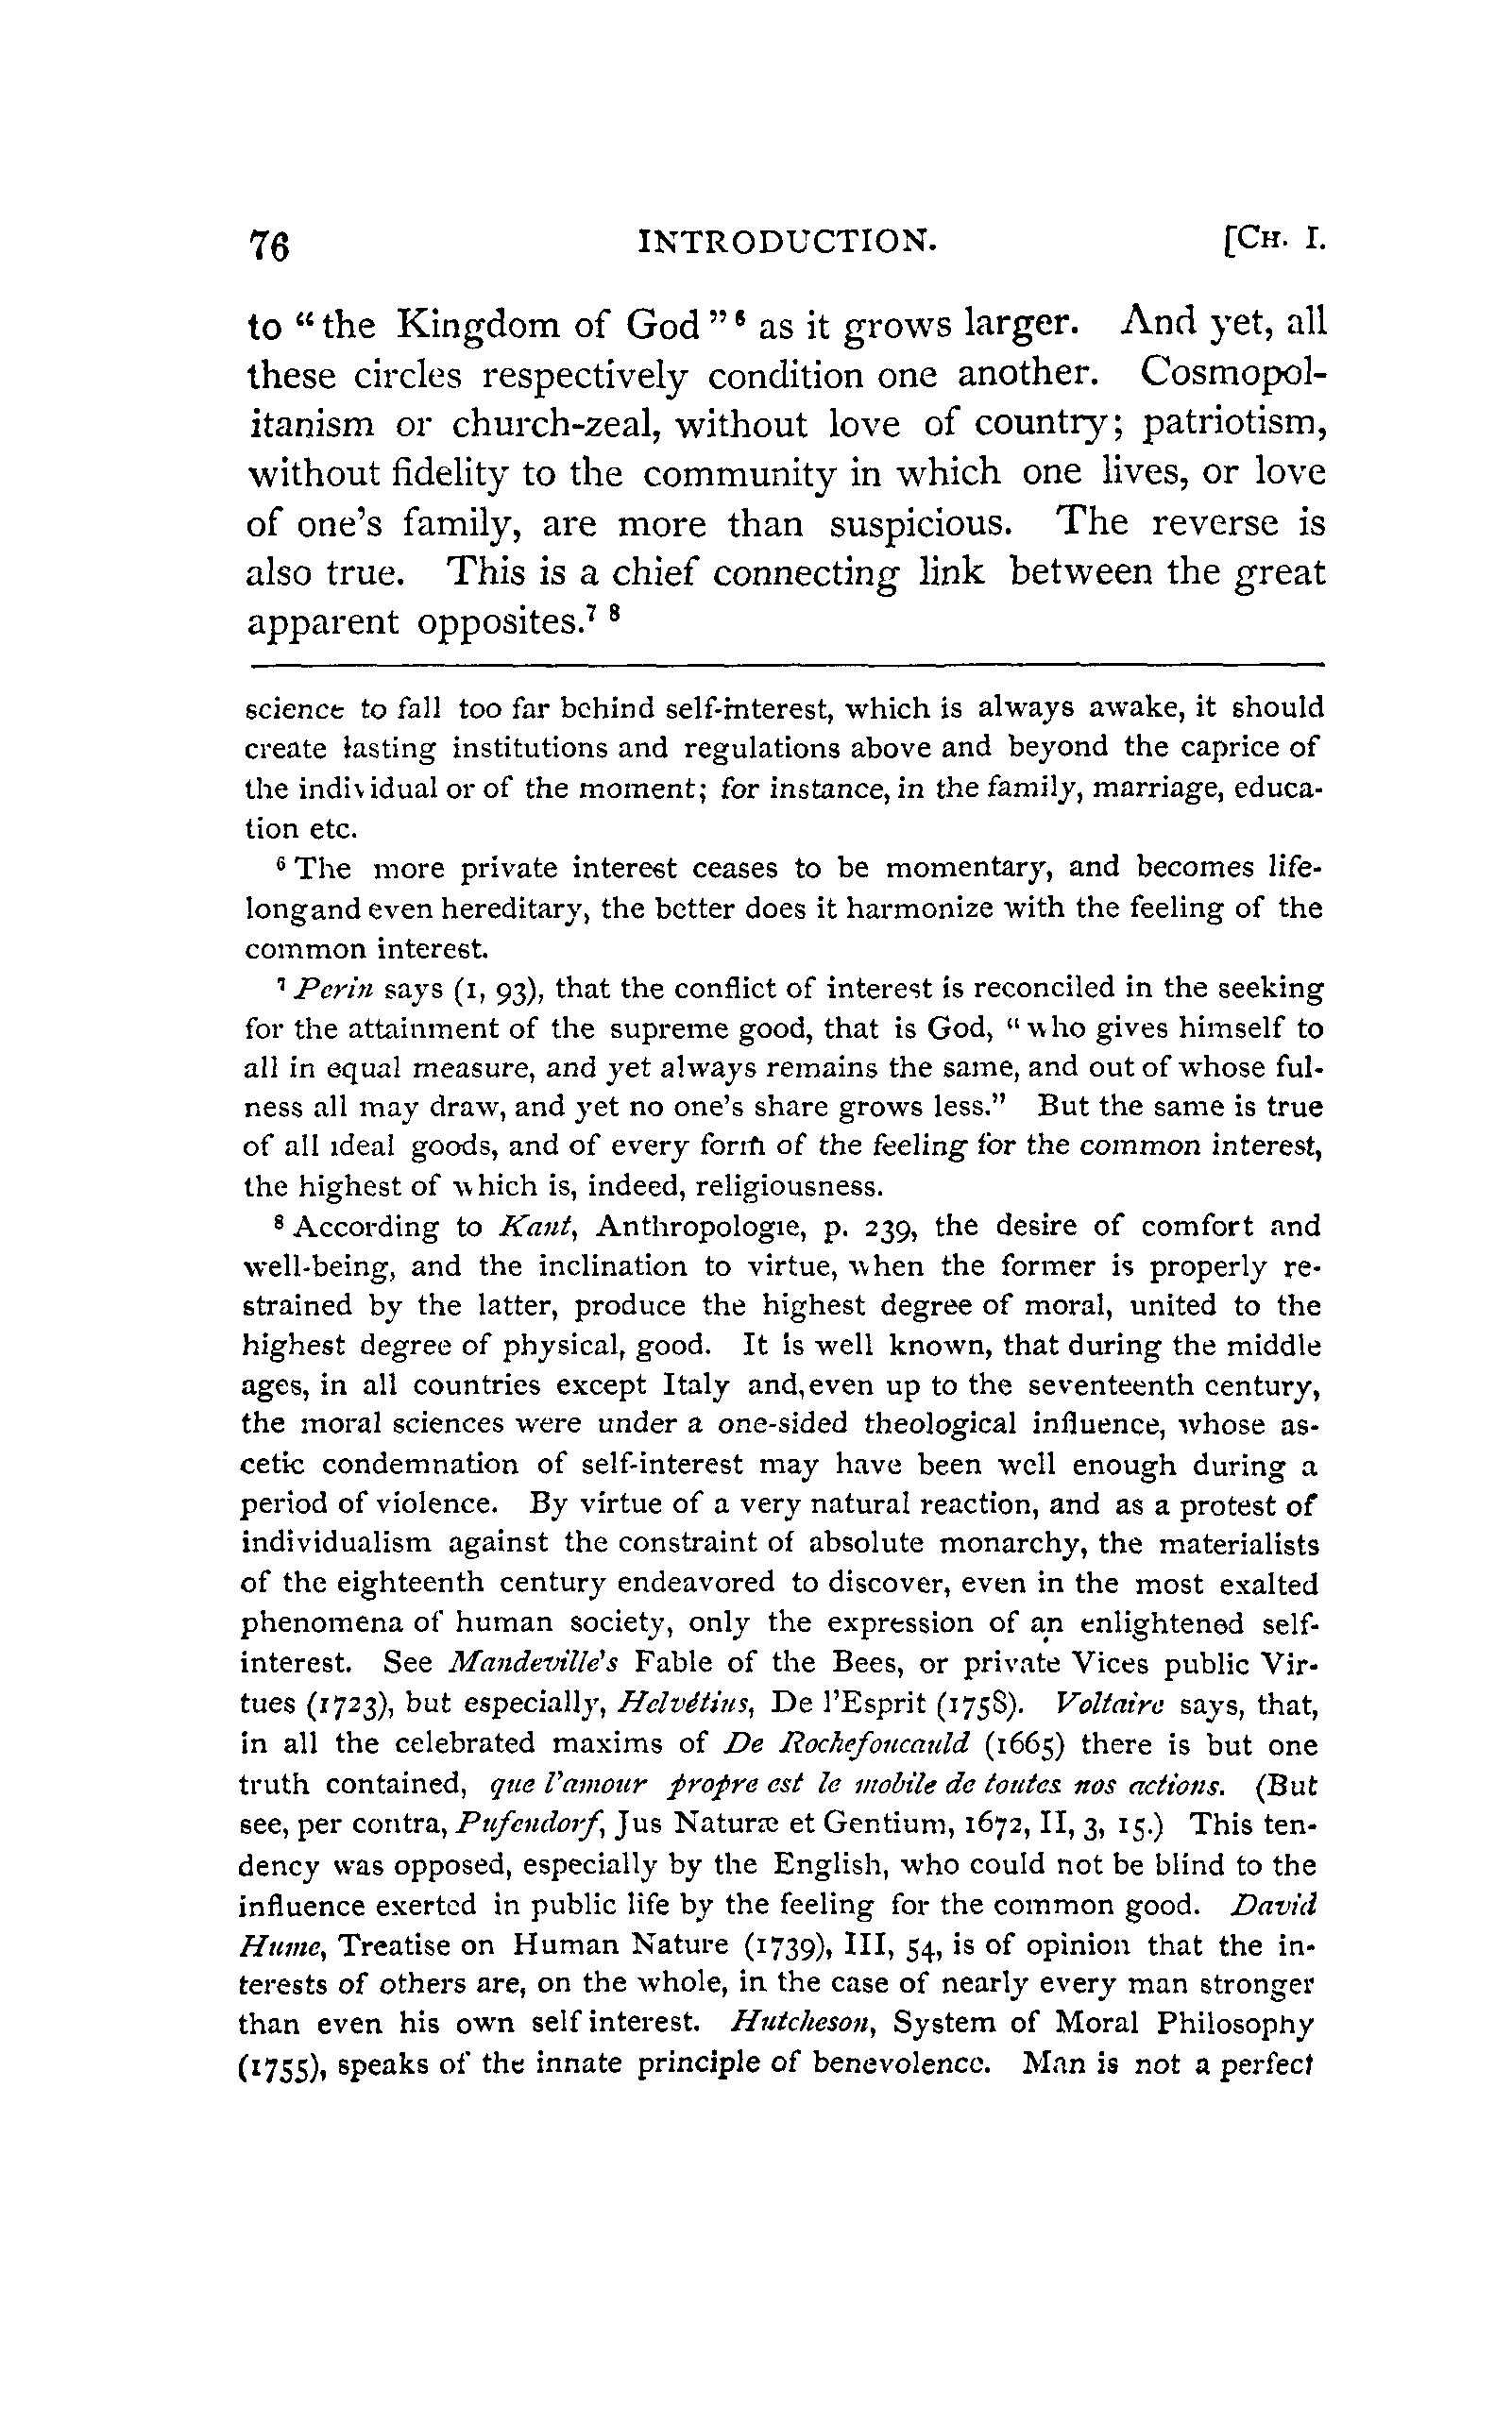 76 INTRODUCTION. [CH. I.
to “the Kingdom of God”⁶ as it grows larger. And yet, all
these circles respectively condition one another. Cosmopol-
itanism or church-zeal, without love of country; patriotism,
without fidelity to the community in which one lives, or love
of one’s family, are more than suspicious. The reverse is
also true. This is a chief connecting link between the great
apparent opposites.⁷ ⁸
science to fall too far behind self-interest, which is always awake, it should
create lasting institutions and regulations above and beyond the caprice of
the individual or of the moment; for instance, in the family, marriage, educa-
tion etc.
⁶ The more private interest ceases to be momentary, and becomes life-
long and even hereditary, the better does it harmonize with the feeling of the
common interest.
⁷ Perin says (1, 93), that the conflict of interest is reconciled in the seeking
for the attainment of the supreme good, that is God, “who gives himself to
all in equal measure, and yet always remains the same, and out of whose ful-
ness all may draw, and yet no one’s share grows less.” But the same is true
of all ideal goods, and of every form of the feeling for the common interest,
the highest of which is, indeed, religiousness.
⁸ According to Kant, Anthropologie, p. 239, the desire of comfort and
well-being, and the inclination to virtue, when the former is properly re-
strained by the latter, produce the highest degree of moral, united to the
highest degree of physical, good. It is well known, that during the middle
ages, in all countries except Italy and, even up to the seventeenth century,
the moral sciences were under a one-sided theological influence, whose as-
cetic condemnation of self-interest may have been well enough during a
period of violence. By virtue of a very natural reaction, and as a protest of
individualism against the constraint of absolute monarchy, the materialists
of the eighteenth century endeavored to discover, even in the most exalted
phenomena of human society, only the expression of an enlightened self-
interest. See Mandeville’s Fable of the Bees, or private Vices public Vir-
tues (1723), but especially, Helvétius, De l’Esprit (1758). Voltaire says, that,
in all the celebrated maxims of De Rochefoucauld (1665) there is but one
truth contained, que l’amour propre est le mobile de toutes nos actions. (But
see, per contra, Pufendorf, Jus Naturæ et Gentium, 1672, II, 3, 15.) This ten-
dency was opposed, especially by the English, who could not be blind to the
influence exerted in public life by the feeling for the common good. David
Hume, Treatise on Human Nature (1739), III, 54, is of opinion that the in-
terests of others are, on the whole, in the case of nearly every man stronger
than even his own self interest. Hutcheson, System of Moral Philosophy
(1755), speaks of the innate principle of benevolence. Man is not a perfect